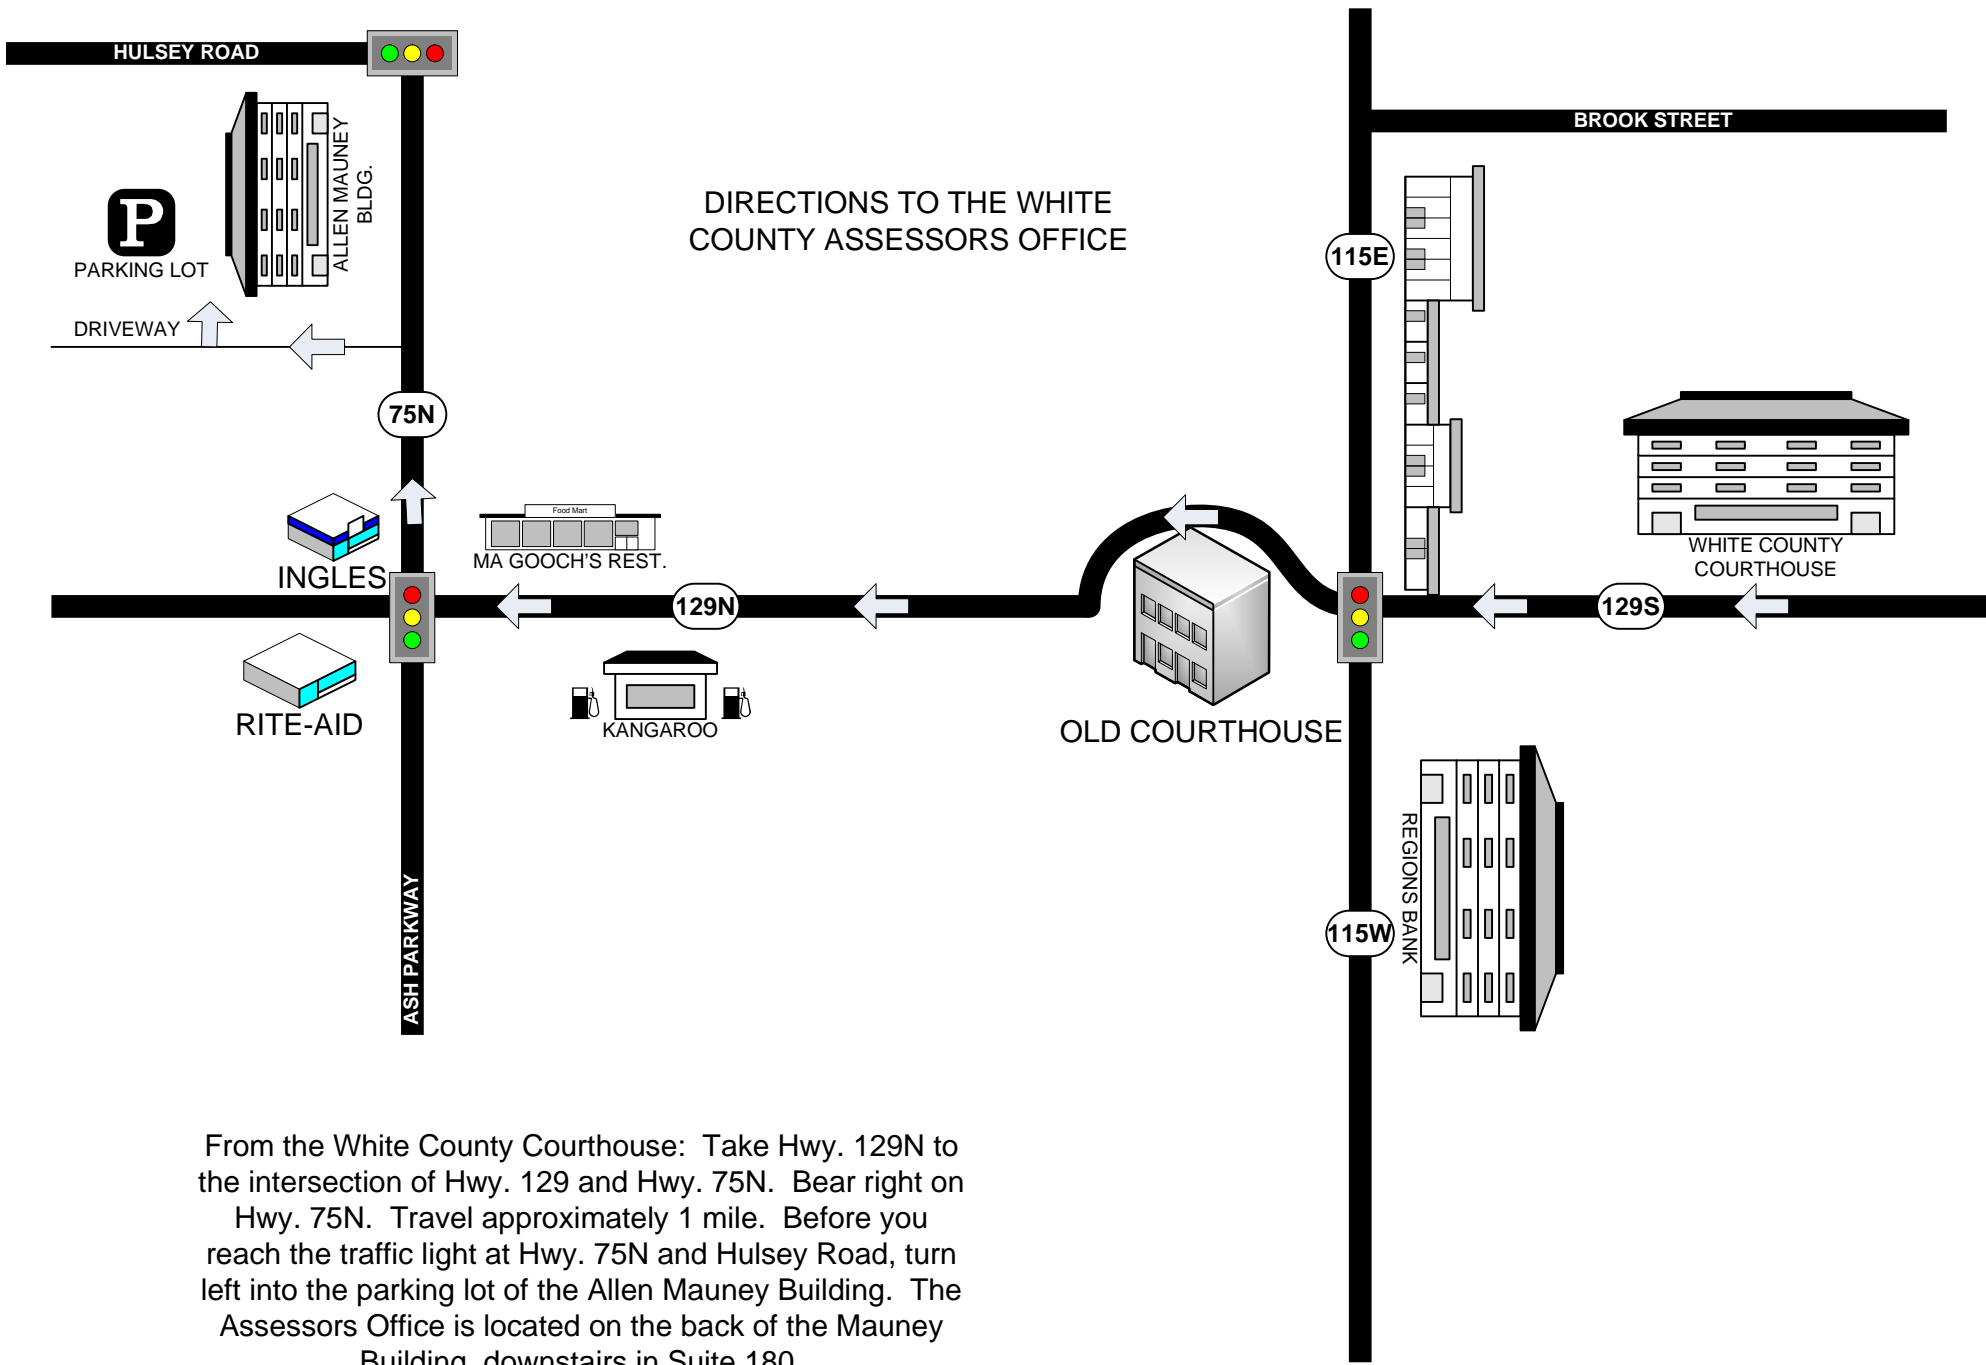 HULSEY ROAD
BROOK STREET
ALLEN MAUNEY
BLDG.
DIRECTIONS TO THE WHITE
COUNTY ASSESSORS OFFICE
P
PARKING LOT
115E
DRIVEWAY
75N
Food Mart
MA GOOCH'S REST.
INGLES
WHITE COUNTY
COURTHOUSE
129N
129S
RITE-AID
KANGAROO
OLD COURTHOUSE
REGIONS BANK
115W
ASH PARKWAY
From the White County Courthouse: Take Hwy. 129N to
the intersection of Hwy. 129 and Hwy. 75N. Bear right on
Hwy. 75N. Travel approximately 1 mile. Before you
reach the traffic light at Hwy. 75N and Hulsey Road, turn
left into the parking lot of the Allen Mauney Building. The
Assessors Office is located on the back of the Mauney
Building, downstairs in Suite 180